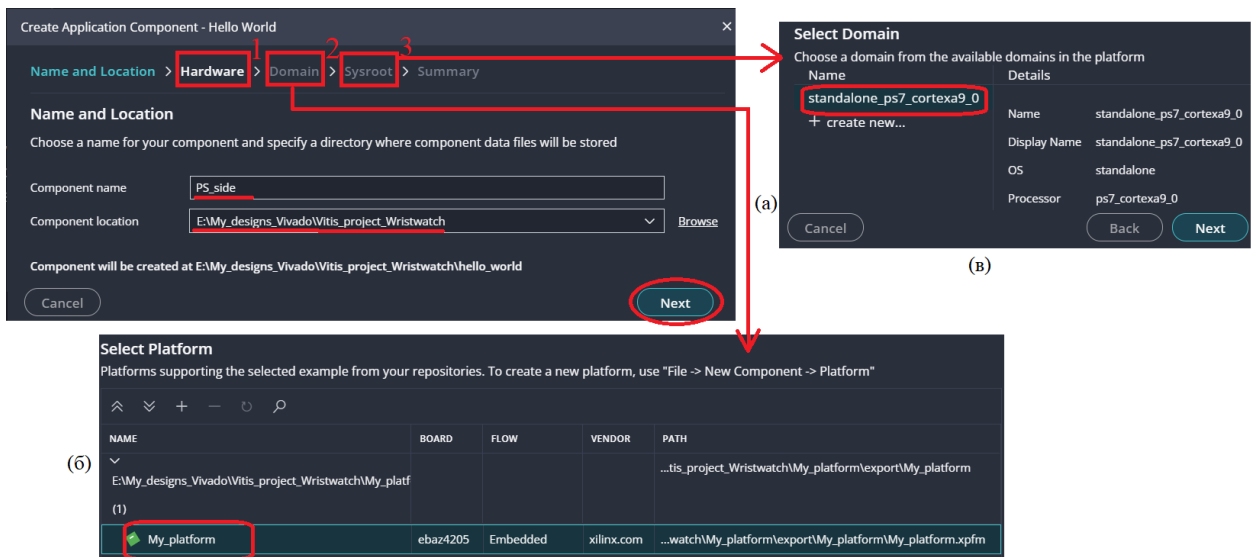 Create Application Component - Hello World ×
1 2 3
Name and Location > Hardware > Domain > Sysroot > Summary
Name and Location
Choose a name for your component and specify a directory where component data files will be stored
Component name PS_side
Component location E:\My_designs_Vivado\Vitis_project_Wristwatch Browse
Component will be created at E:\My_designs_Vivado\Vitis_project_Wristwatch\hello_world
Cancel Next
(а)
Select Domain
Choose a domain from the available domains in the platform
Name Details
standalone_ps7_cortexa9_0
+ create new...
Name standalone_ps7_cortexa9_0
Display Name standalone_ps7_cortexa9_0
OS standalone
Processor ps7_cortexa9_0
Cancel Back Next
(в)
Select Platform
Platforms supporting the selected example from your repositories. To create a new platform, use "File -> New Component -> Platform"
NAME BOARD FLOW VENDOR PATH
E:\My_designs_Vivado\Vitis_project_Wristwatch\My_platf ...tis_project_Wristwatch\My_platform\export\My_platform
(1)
My_platform ebaz4205 Embedded xilinx.com ...watch\My_platform\export\My_platform\My_platform.xpfm
(б)